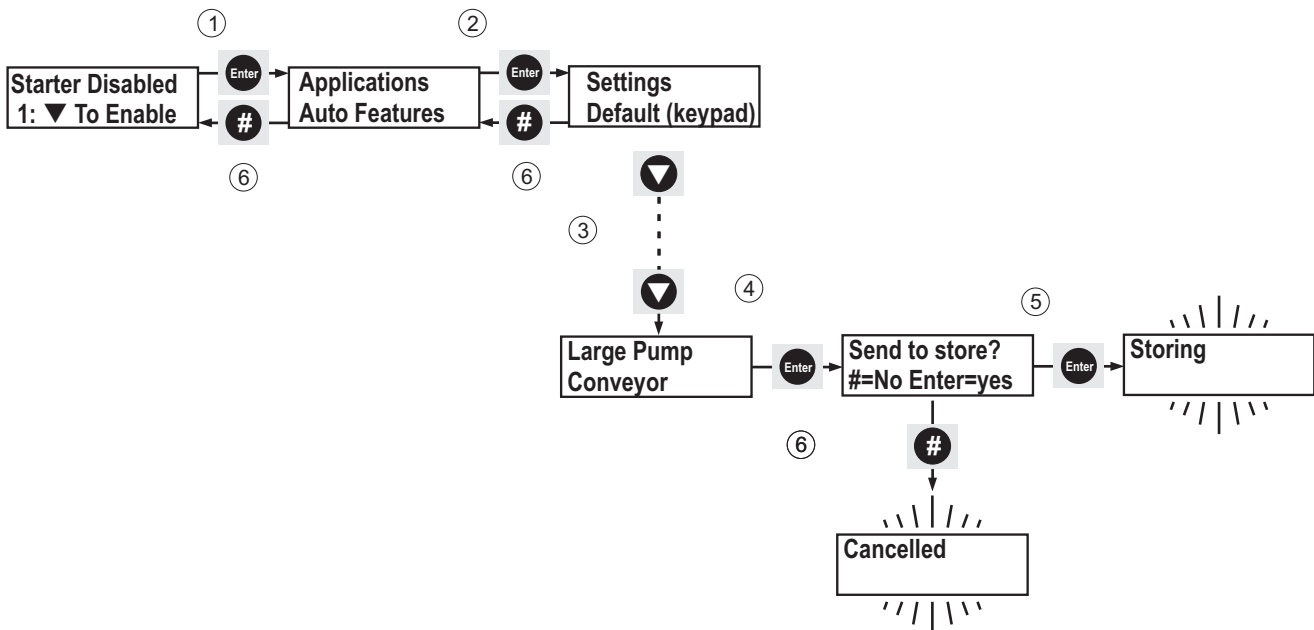 ①
②
Starter Disabled
1: ▼ To Enable
Enter
#
Applications
Auto Features
Enter
#
Settings
Default (keypad)
⑥
⑥
③
④
⑤
Large Pump
Conveyor
Enter
Send to store?
#=No Enter=yes
Enter
Storing
⑥
#
Cancelled